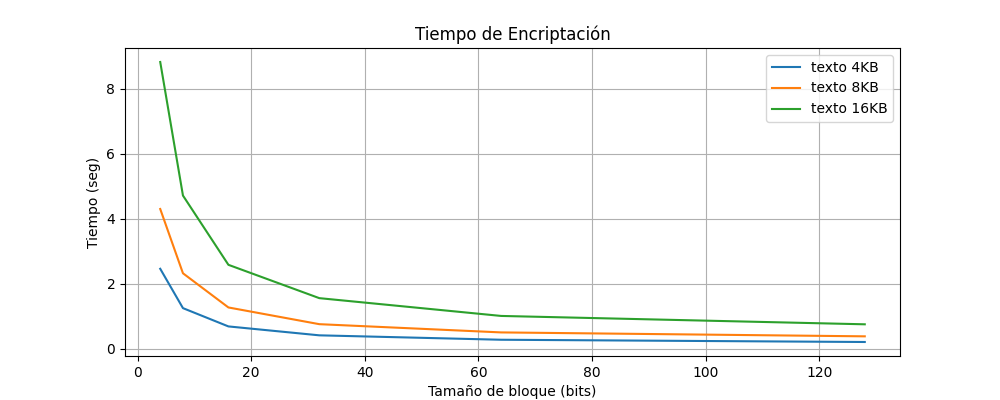 Tiempo de Encriptación
texto 4KB
texto 8KB
texto 16KB
Tiempo (seg)
8
6
4
2
0
0 20 40 60 80 100 120
Tamaño de bloque (bits)